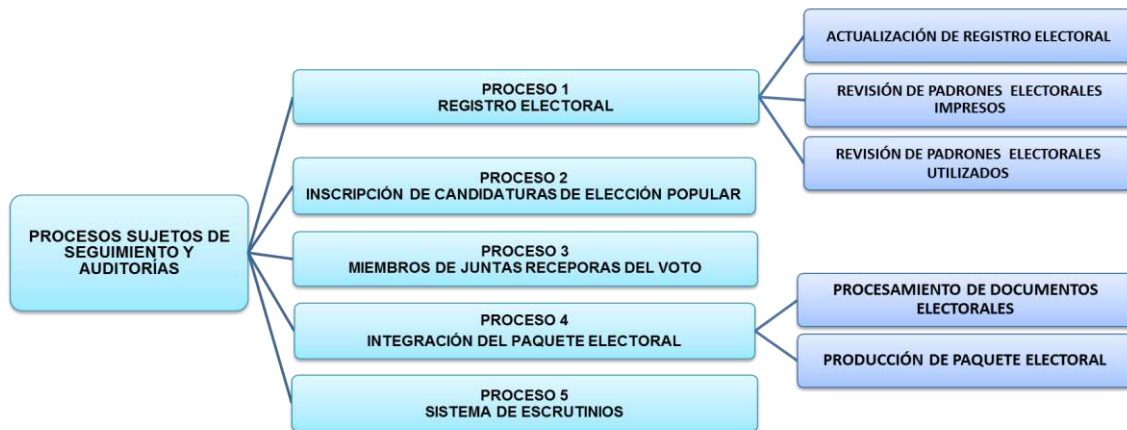 PROCESOS SUJETOS DE
SEGUIMIENTO Y
AUDITORÍAS
PROCESO 1
REGISTRO ELECTORAL
ACTUALIZACIÓN DE REGISTRO ELECTORAL
REVISIÓN DE PADRONES ELECTORALES
IMPRESOS
REVISIÓN DE PADRONES ELECTORALES
UTILIZADOS
PROCESO 2
INSCRIPCIÓN DE CANDIDATURAS DE ELECCIÓN POPULAR
PROCESO 3
MIEMBROS DE JUNTAS RECEPORAS DEL VOTO
PROCESO 4
INTEGRACIÓN DEL PAQUETE ELECTORAL
PROCESAMIENTO DE DOCUMENTOS
ELECTORALES
PRODUCCIÓN DE PAQUETE ELECTORAL
PROCESO 5
SISTEMA DE ESCRUTINIOS